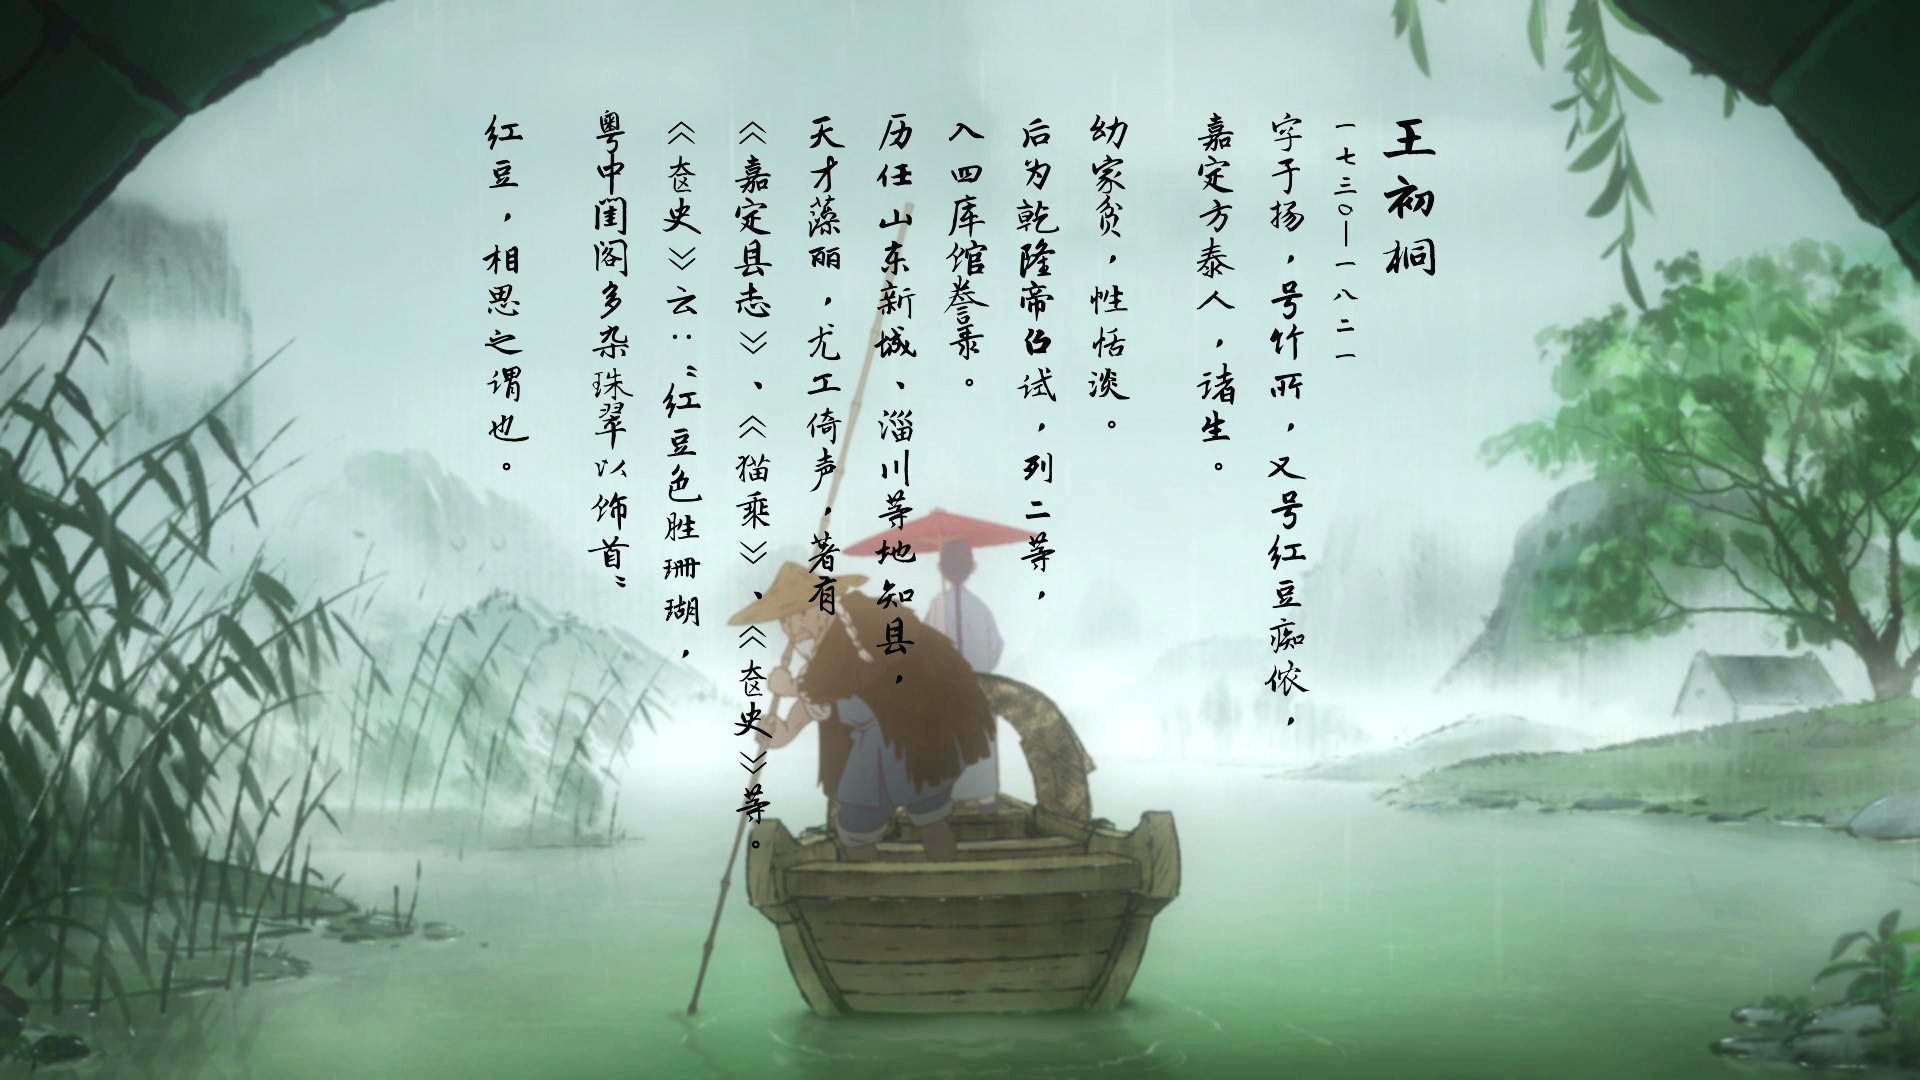 王初桐
一七三〇—一八二一
字于扬，号竹所，又号红豆痴侬，
嘉定方泰人，诸生。
幼家贫，性恬淡。
后为乾隆帝召试，列二等，
入四库馆誊录。
历任山东新城、淄川等地知县，
天才藻丽，尤工倚声，著有
《嘉定县志》、《猫乘》、《奁史》等。
《奁史》云：“红豆色胜珊瑚，
粤中闺阁多杂珠翠以饰首”
红豆，相思之谓也。